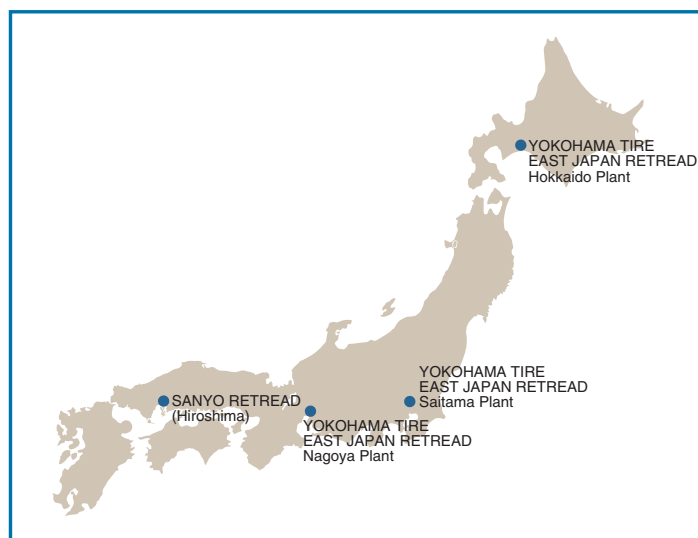 YOKOHAMA TIRE
EAST JAPAN RETREAD
Hokkaido Plant
YOKOHAMA TIRE
EAST JAPAN RETREAD
Saitama Plant
SANYO RETREAD
(Hiroshima)
YOKOHAMA TIRE
EAST JAPAN RETREAD
Nagoya Plant